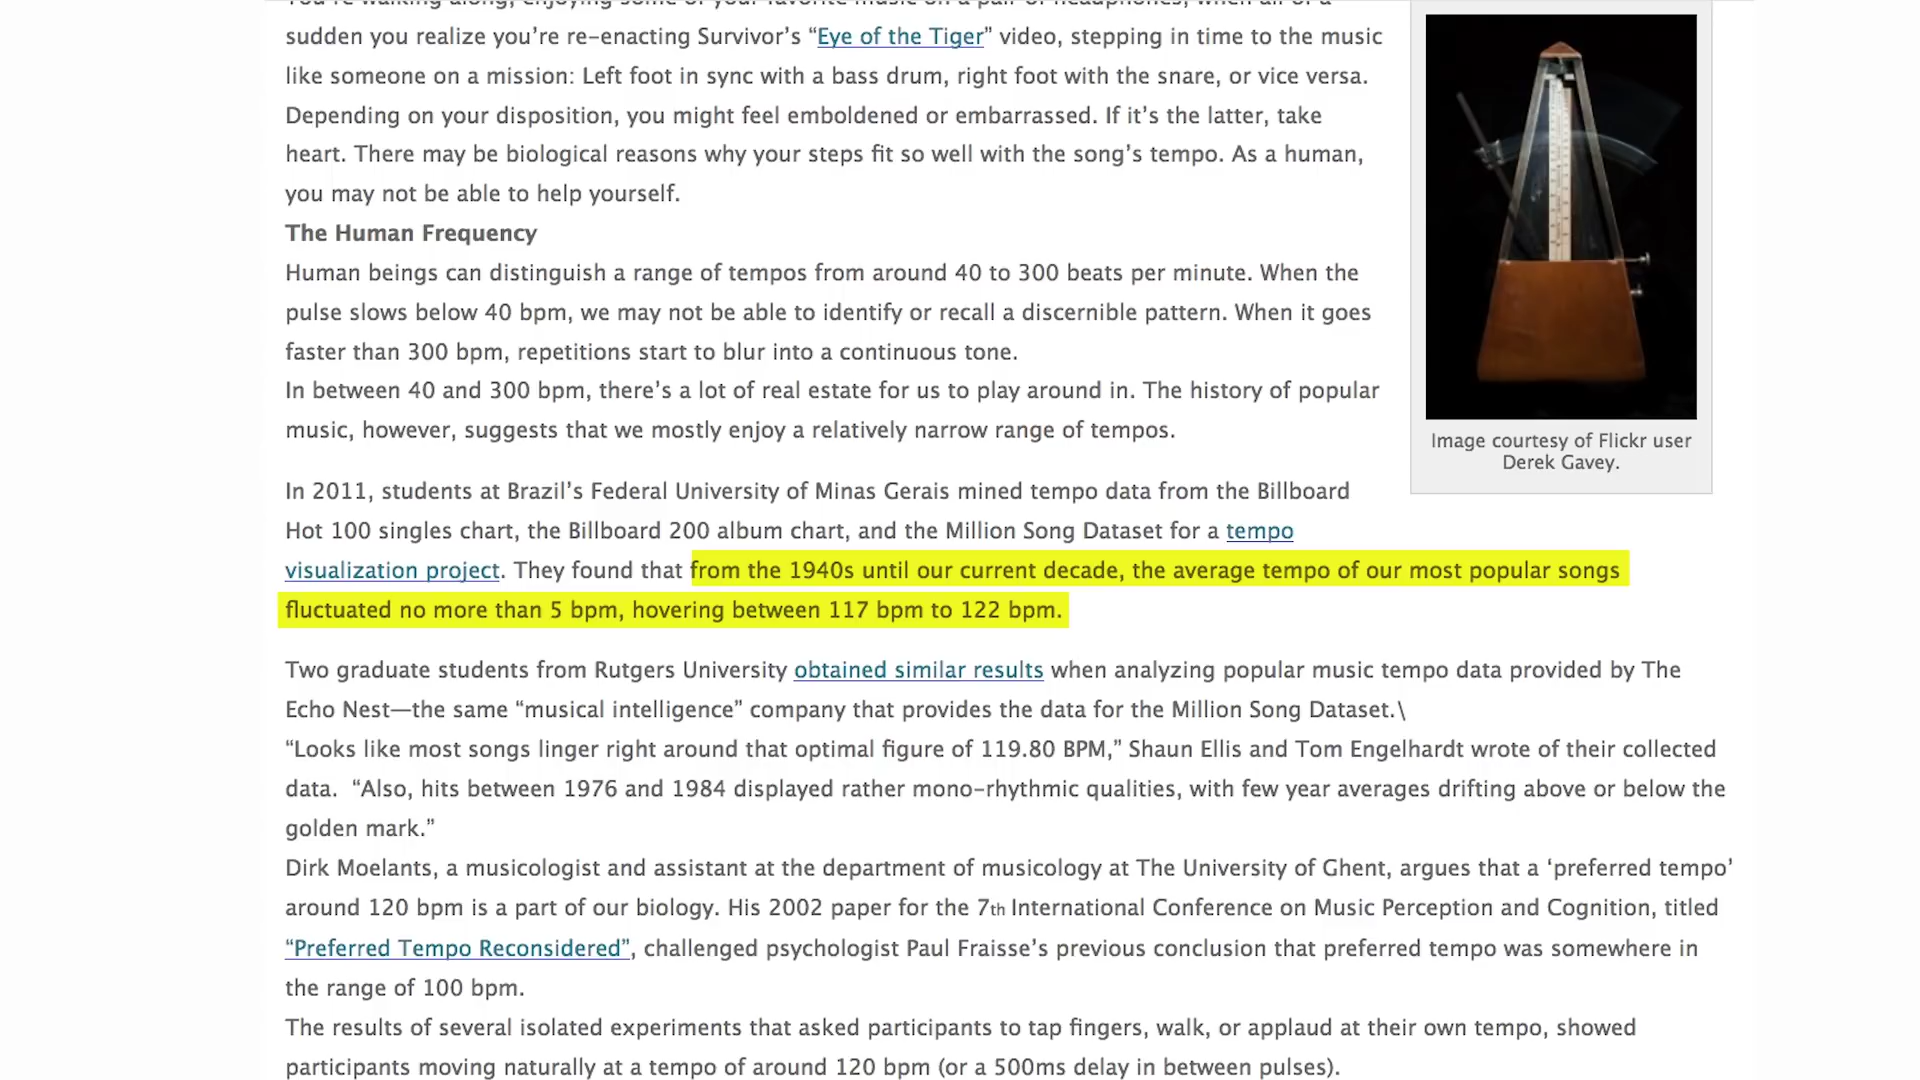 You're walking along, enjoying some of your favorite music on a pair of headphones, when all of a
sudden you realize you're re-enacting Survivor's “Eye of the Tiger” video, stepping in time to the music
like someone on a mission: Left foot in sync with a bass drum, right foot with the snare, or vice versa.
Depending on your disposition, you might feel emboldened or embarrassed. If it's the latter, take
heart. There may be biological reasons why your steps fit so well with the song's tempo. As a human,
you may not be able to help yourself.
The Human Frequency
Human beings can distinguish a range of tempos from around 40 to 300 beats per minute. When the
pulse slows below 40 bpm, we may not be able to identify or recall a discernible pattern. When it goes
faster than 300 bpm, repetitions start to blur into a continuous tone.
In between 40 and 300 bpm, there's a lot of real estate for us to play around in. The history of popular
music, however, suggests that we mostly enjoy a relatively narrow range of tempos.
Image courtesy of Flickr user
Derek Gavey.
In 2011, students at Brazil's Federal University of Minas Gerais mined tempo data from the Billboard
Hot 100 singles chart, the Billboard 200 album chart, and the Million Song Dataset for a tempo
visualization project. They found that from the 1940s until our current decade, the average tempo of our most popular songs
fluctuated no more than 5 bpm, hovering between 117 bpm to 122 bpm.
Two graduate students from Rutgers University obtained similar results when analyzing popular music tempo data provided by The
Echo Nest—the same “musical intelligence” company that provides the data for the Million Song Dataset.\
“Looks like most songs linger right around that optimal figure of 119.80 BPM,” Shaun Ellis and Tom Engelhardt wrote of their collected
data.  “Also, hits between 1976 and 1984 displayed rather mono-rhythmic qualities, with few year averages drifting above or below the
golden mark.”
Dirk Moelants, a musicologist and assistant at the department of musicology at The University of Ghent, argues that a ‘preferred tempo’
around 120 bpm is a part of our biology. His 2002 paper for the 7th International Conference on Music Perception and Cognition, titled
“Preferred Tempo Reconsidered”, challenged psychologist Paul Fraisse's previous conclusion that preferred tempo was somewhere in
the range of 100 bpm.
The results of several isolated experiments that asked participants to tap fingers, walk, or applaud at their own tempo, showed
participants moving naturally at a tempo of around 120 bpm (or a 500ms delay in between pulses).